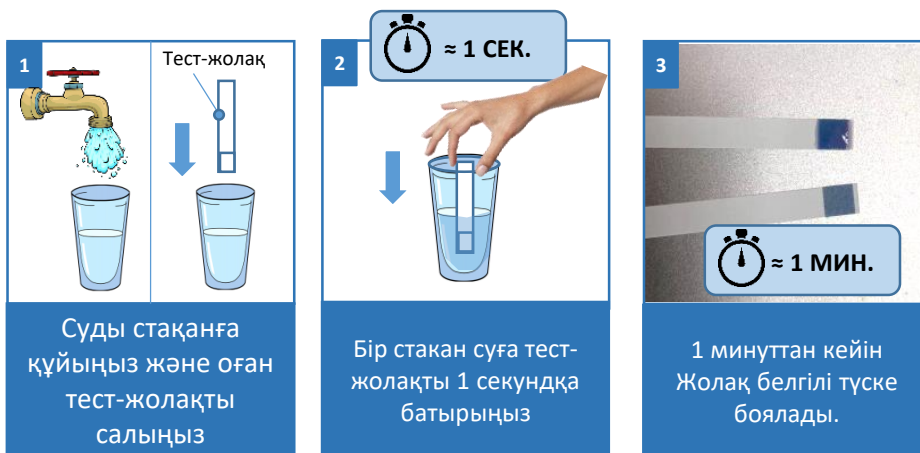 1
Тест-жолақ
Суды стақанға
құйыңыз және оған
тест-жолақты
салыңыз
2
≈ 1 СЕК.
Бір стакан суға тест-
жолақты 1 секундқа
батырыңыз
3
≈ 1 МИН.
1 минуттан кейін
Жолақ белгілі түске
боялады.